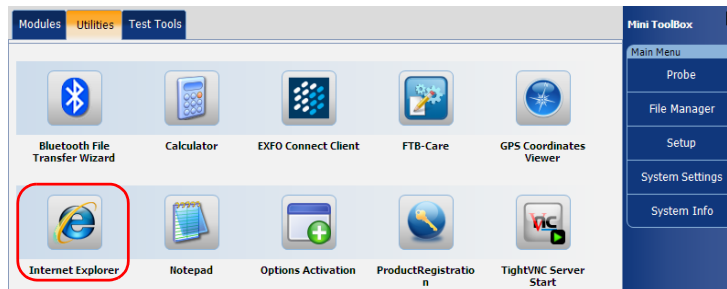 Modules Utilities Test Tools
Mini ToolBox
Main Menu
Probe
File Manager
Setup
System Settings
System Info
Bluetooth File
Transfer Wizard
Calculator
EXFO Connect Client
FTB-Care
GPS Coordinates
Viewer
Internet Explorer
Notepad
Options Activation
ProductRegistratio
n
VNC
TightVNC Server
Start